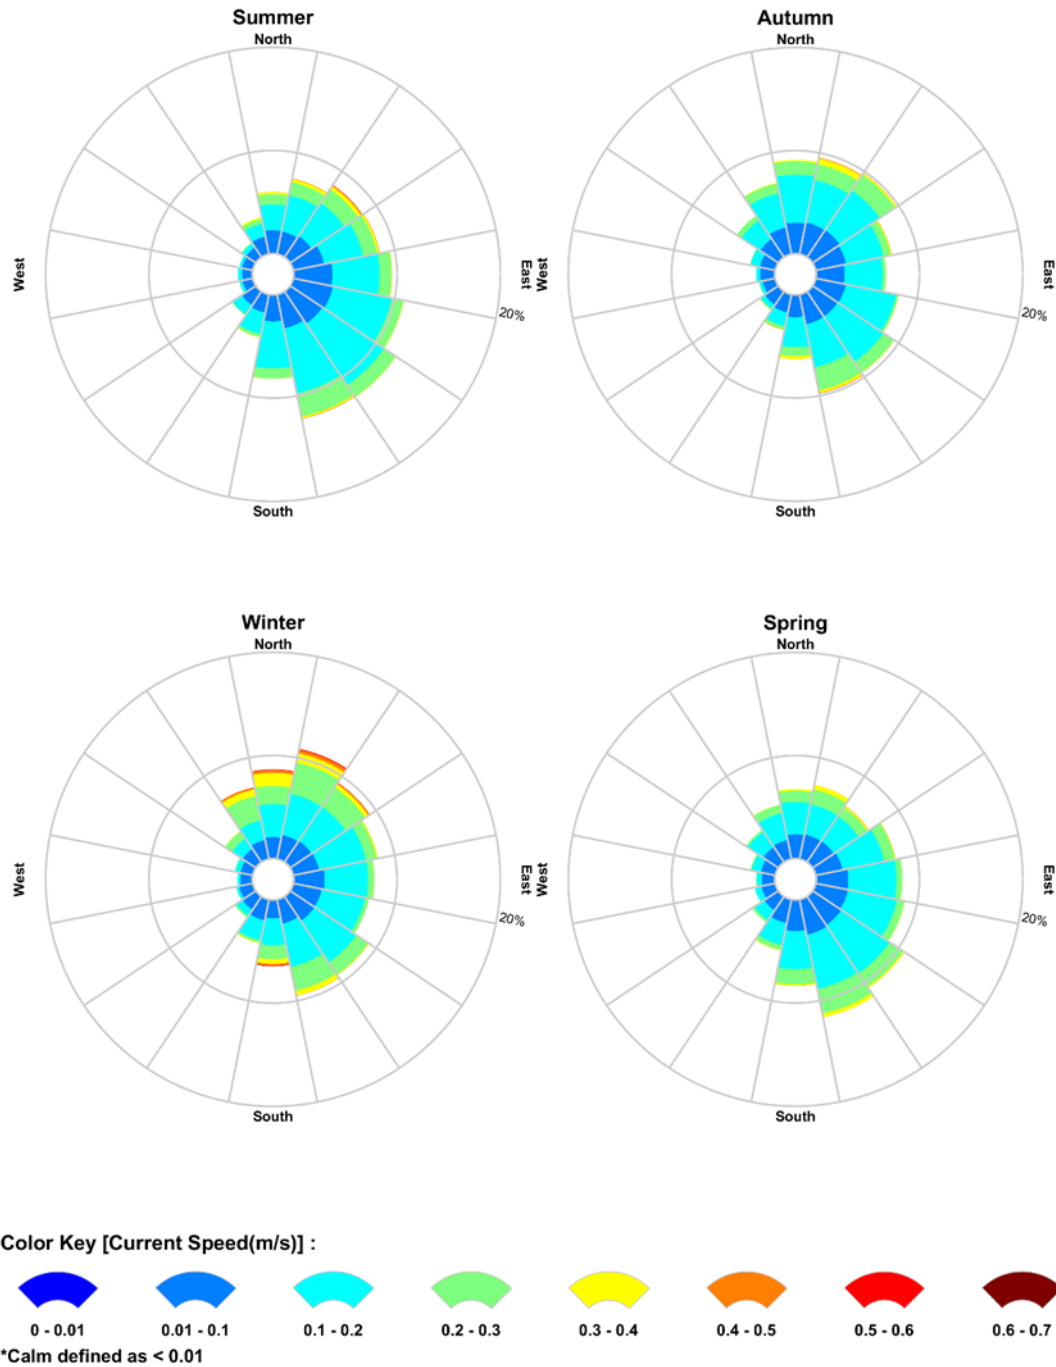 Summer
North
West
East
20%
South
Autumn
North
West
East
20%
South
Winter
North
West
East
20%
South
Spring
North
West
East
20%
South
Color Key [Current Speed(m/s)] :
0 - 0.01 0.01 - 0.1 0.1 - 0.2 0.2 - 0.3 0.3 - 0.4 0.4 - 0.5 0.5 - 0.6 0.6 - 0.7
*Calm defined as < 0.01